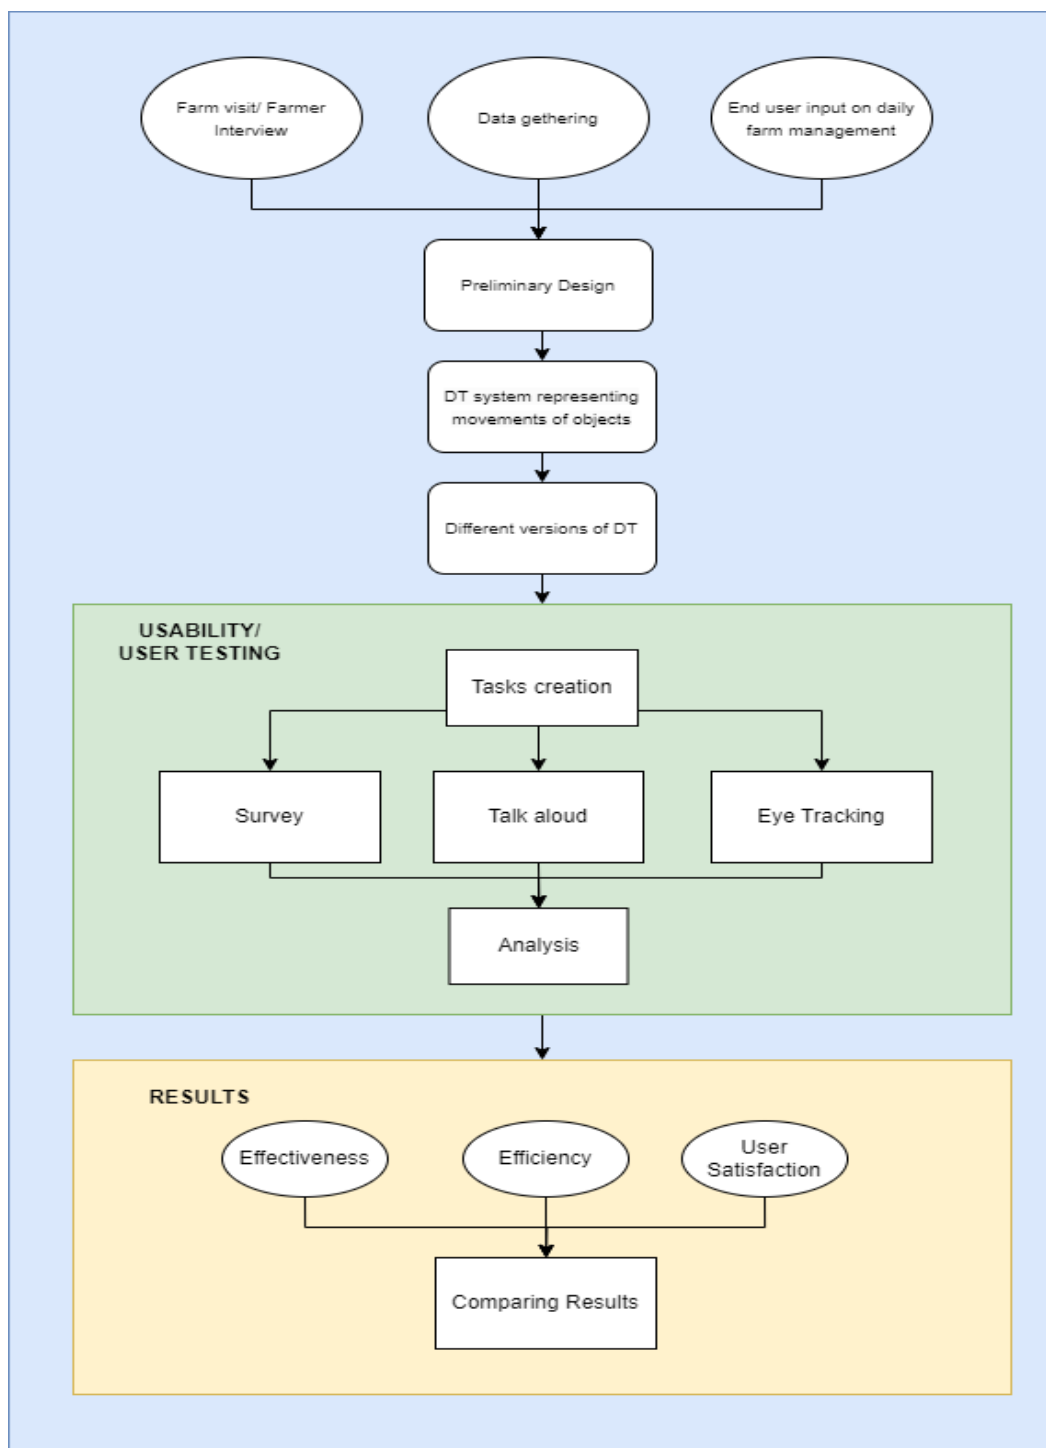 Farm visit/ Farmer
Interview
Data gethering
End user input on daily
farm management
Preliminary Design
DT system representing
movements of objects
Different versions of DT
USABILITY/
USER TESTING
Tasks creation
Survey
Talk aloud
Eye Tracking
Analysis
RESULTS
Effectiveness
Efficiency
User
Satisfaction
Comparing Results